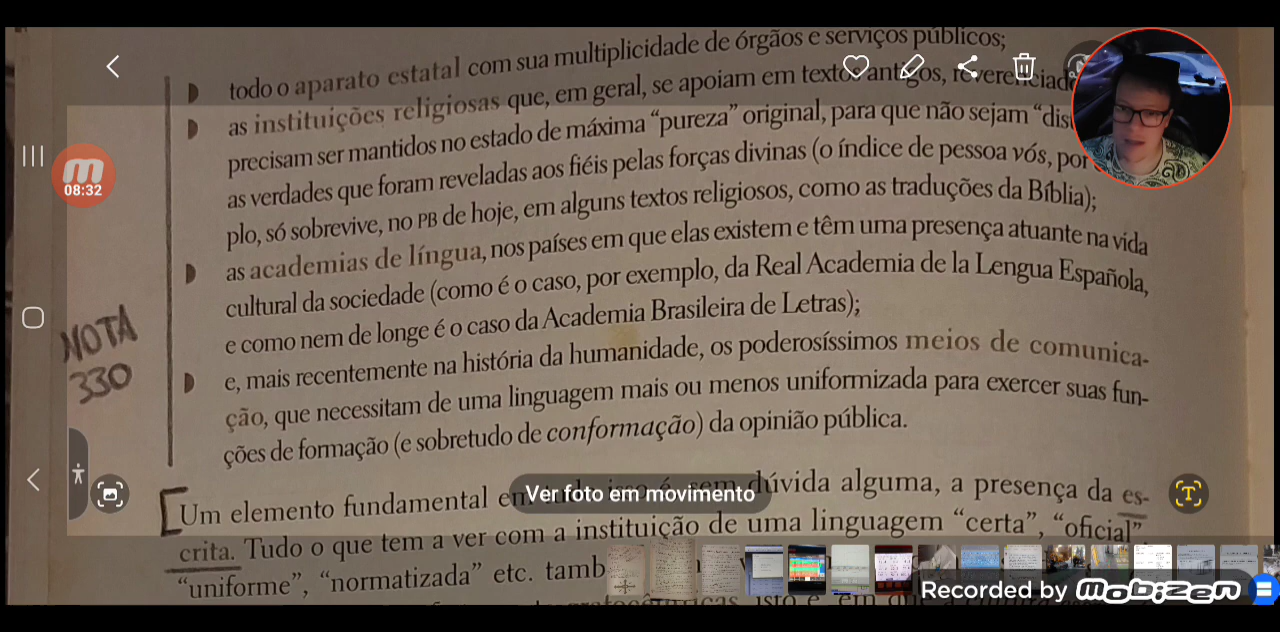 todo o aparato estatal com sua multiplicidade de órgãos e serviços públicos;
as instituições religiosas que, em geral, se apoiam em textos antigos, reverenciad
precisam ser mantidos no estado de máxima “pureza” original, para que não sejam “dis
as verdades que foram reveladas aos fiéis pelas forças divinas (o índice de pessoa vós, por
plo, só sobrevive, no PB de hoje, em alguns textos religiosos, como as traduções da Bíblia);
as academias de língua, nos países em que elas existem e têm uma presença atuante na vida
cultural da sociedade (como é o caso, por exemplo, da Real Academia de la Lengua Española,
e como nem de longe é o caso da Academia Brasileira de Letras);
e, mais recentemente na história da humanidade, os poderosíssimos meios de comunica-
ção, que necessitam de uma linguagem mais ou menos uniformizada para exercer suas fun-
ções de formação (e sobretudo de conformação) da opinião pública.
NOTA
330
08:32
Um elemento fundamental em dúvida alguma, a presença da es-
Ver foto em movimento
crita. Tudo o que tem a ver com a instituição de uma linguagem “certa”, “oficial”,
“uniforme”, “normatizada” etc. tamb
isto é, em que a
Recorded by Mobizen